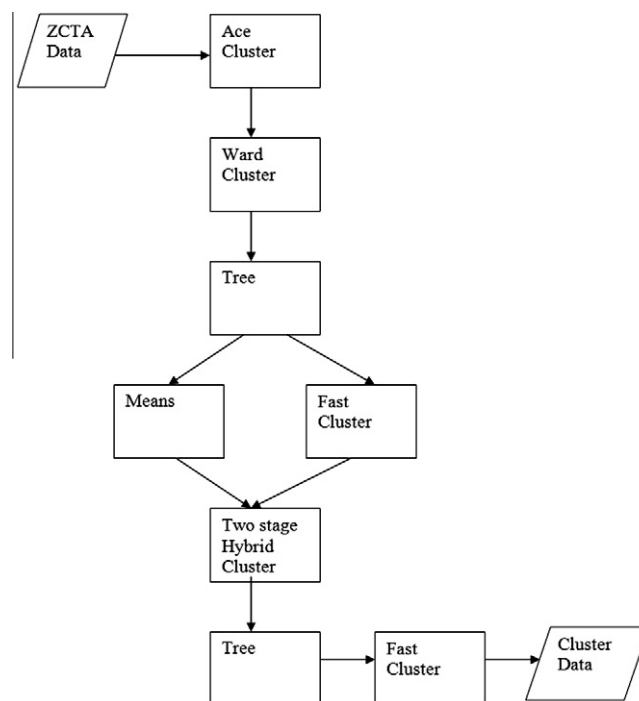 ZCTA
Data
Ace
Cluster
Ward
Cluster
Tree
Means
Fast
Cluster
Two stage
Hybrid
Cluster
Tree
Fast
Cluster
Cluster
Data